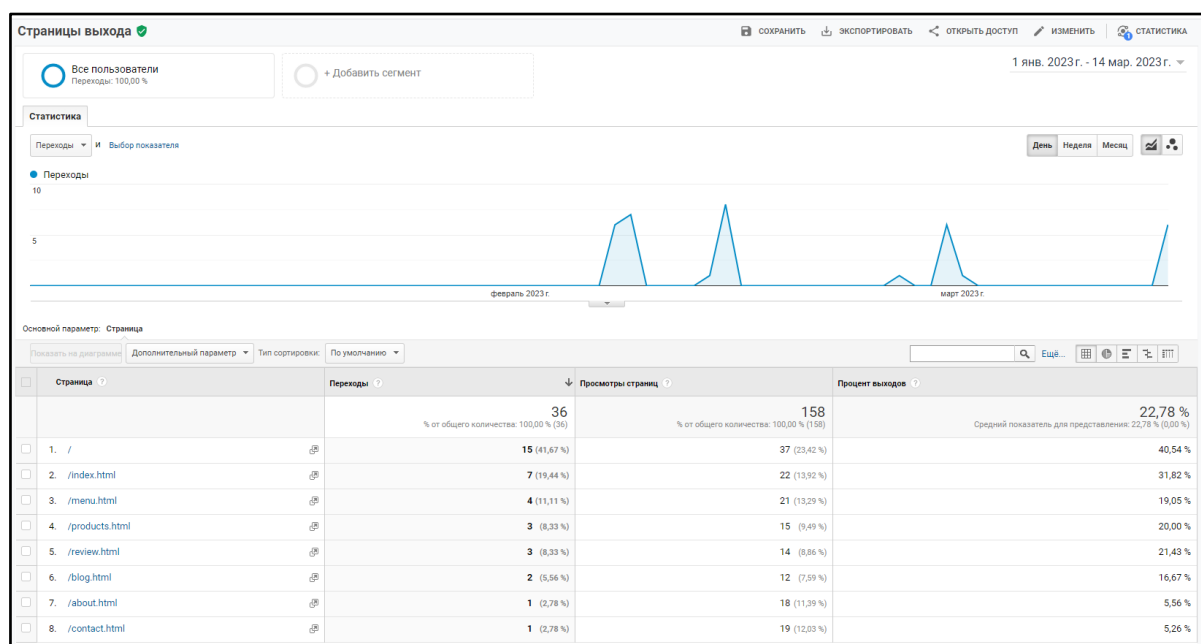 Страницы выхода
СОХРАНИТЬ ЭКСПОРТИРОВАТЬ ОТКРЫТЬ ДОСТУП ИЗМЕНИТЬ 1 СТАТИСТИКА
Все пользователи
Переходы: 100,00 %
+ Добавить сегмент
1 янв. 2023 г. - 14 мар. 2023 г.
Статистика
Переходы и Выбор показателя
День Неделя Месяц
Переходы
10
5
февраль 2023 г. март 2023 г.
Основной параметр: Страница
Показать на диаграмме Дополнительный параметр Тип сортировки: По умолчанию Ещё...
Страница ? Переходы ? Просмотры страниц ? Процент выходов ?
36 158 22,78 %
% от общего количества: 100,00 % (36) % от общего количества: 100,00 % (158) Средний показатель для представления: 22,78 % (0,00 %)
1. / 15 (41,67 %) 37 (23,42 %) 40,54 %
2. /index.html 7 (19,44 %) 22 (13,92 %) 31,82 %
3. /menu.html 4 (11,11 %) 21 (13,29 %) 19,05 %
4. /products.html 3 (8,33 %) 15 (9,49 %) 20,00 %
5. /review.html 3 (8,33 %) 14 (8,86 %) 21,43 %
6. /blog.html 2 (5,56 %) 12 (7,59 %) 16,67 %
7. /about.html 1 (2,78 %) 18 (11,39 %) 5,56 %
8. /contact.html 1 (2,78 %) 19 (12,03 %) 5,26 %